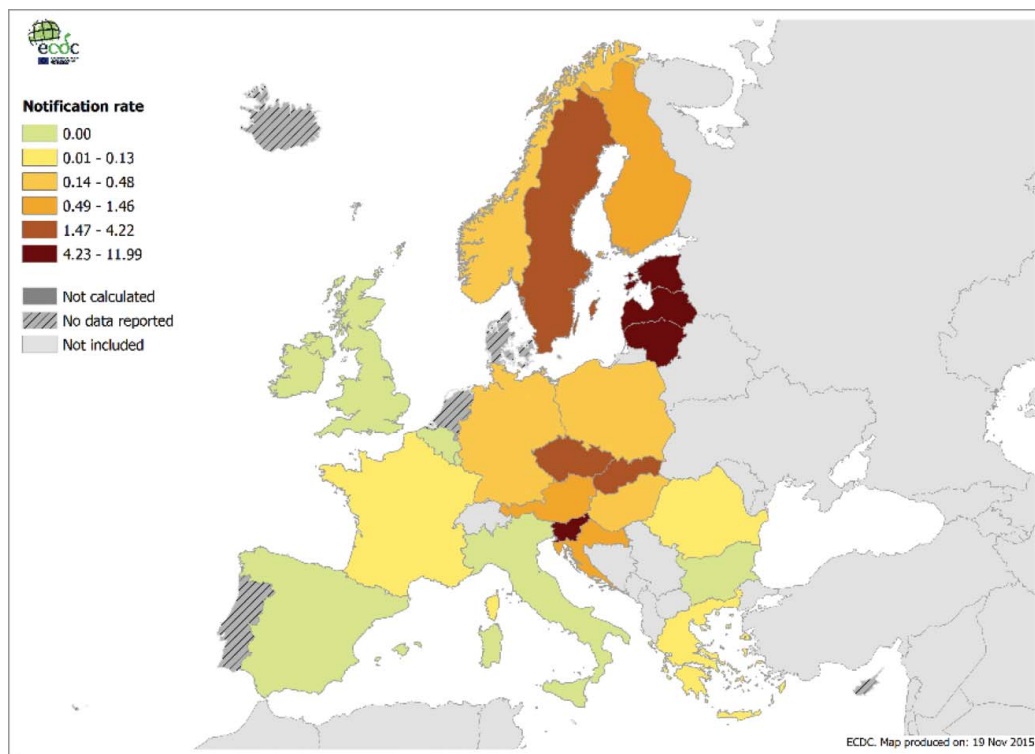 ecdc
Notification rate
0.00
0.01 - 0.13
0.14 - 0.48
0.49 - 1.46
1.47 - 4.22
4.23 - 11.99
Not calculated
No data reported
Not included
ECDC. Map produced on: 19 Nov 2015